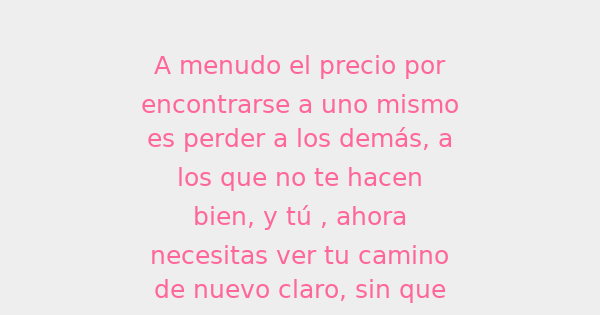 A menudo el precio por
encontrarse a uno mismo
es perder a los demás, a
los que no te hacen
bien, y tú , ahora
necesitas ver tu camino
de nuevo claro, sin que